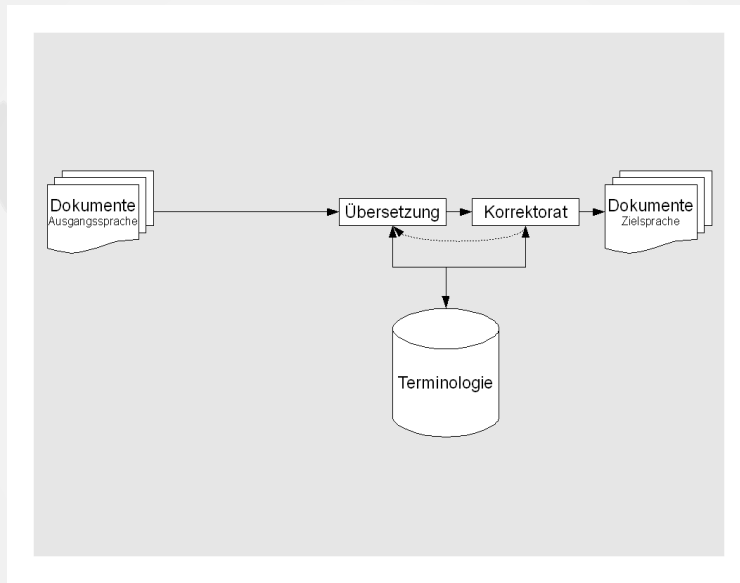 Dokumente
Ausgangssprache
Übersetzung
Korrektorat
Dokumente
Zielsprache
Terminologie